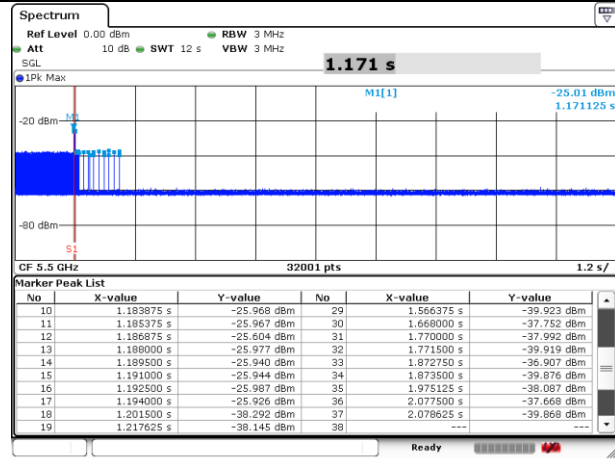 Spectrum
Ref Level 0.00 dBm RBW 3 MHz
Att 10 dB SWT 12 s VBW 3 MHz
SGL
1.171 s
1Pk Max
M1[1] -25.01 dBm
1.171125 s
M1
-20 dBm
-80 dBm
S1
CF 5.5 GHz 32001 pts 1.2 s/
Marker Peak List
No X-value Y-value No X-value Y-value
10 1.183875 s -25.968 dBm 29 1.566375 s -39.923 dBm
11 1.185375 s -25.967 dBm 30 1.668000 s -37.752 dBm
12 1.186875 s -25.604 dBm 31 1.770000 s -37.992 dBm
13 1.188000 s -25.977 dBm 32 1.771500 s -39.919 dBm
14 1.189500 s -25.940 dBm 33 1.872750 s -36.907 dBm
15 1.191000 s -25.944 dBm 34 1.873500 s -39.876 dBm
16 1.192500 s -25.987 dBm 35 1.975125 s -38.087 dBm
17 1.194000 s -25.926 dBm 36 2.077500 s -37.668 dBm
18 1.201500 s -38.292 dBm 37 2.078625 s -39.868 dBm
19 1.217625 s -38.145 dBm 38 --- ---
Ready